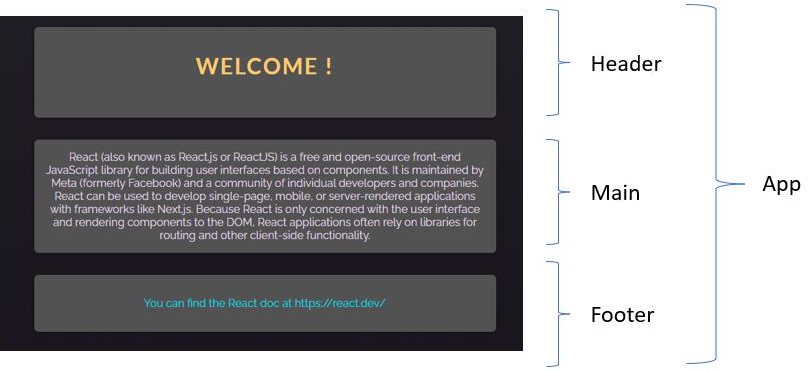 WELCOME !
Header
React (also known as React.js or ReactJS) is a free and open-source front-end
JavaScript library for building user interfaces based on components. It is maintained by
Meta (formerly Facebook) and a community of individual developers and companies.
React can be used to develop single-page, mobile, or server-rendered applications
with frameworks like Next.js. Because React is only concerned with the user interface
and rendering components to the DOM, React applications often rely on libraries for
routing and other client-side functionality.
Main
App
You can find the React doc at https://react.dev/
Footer